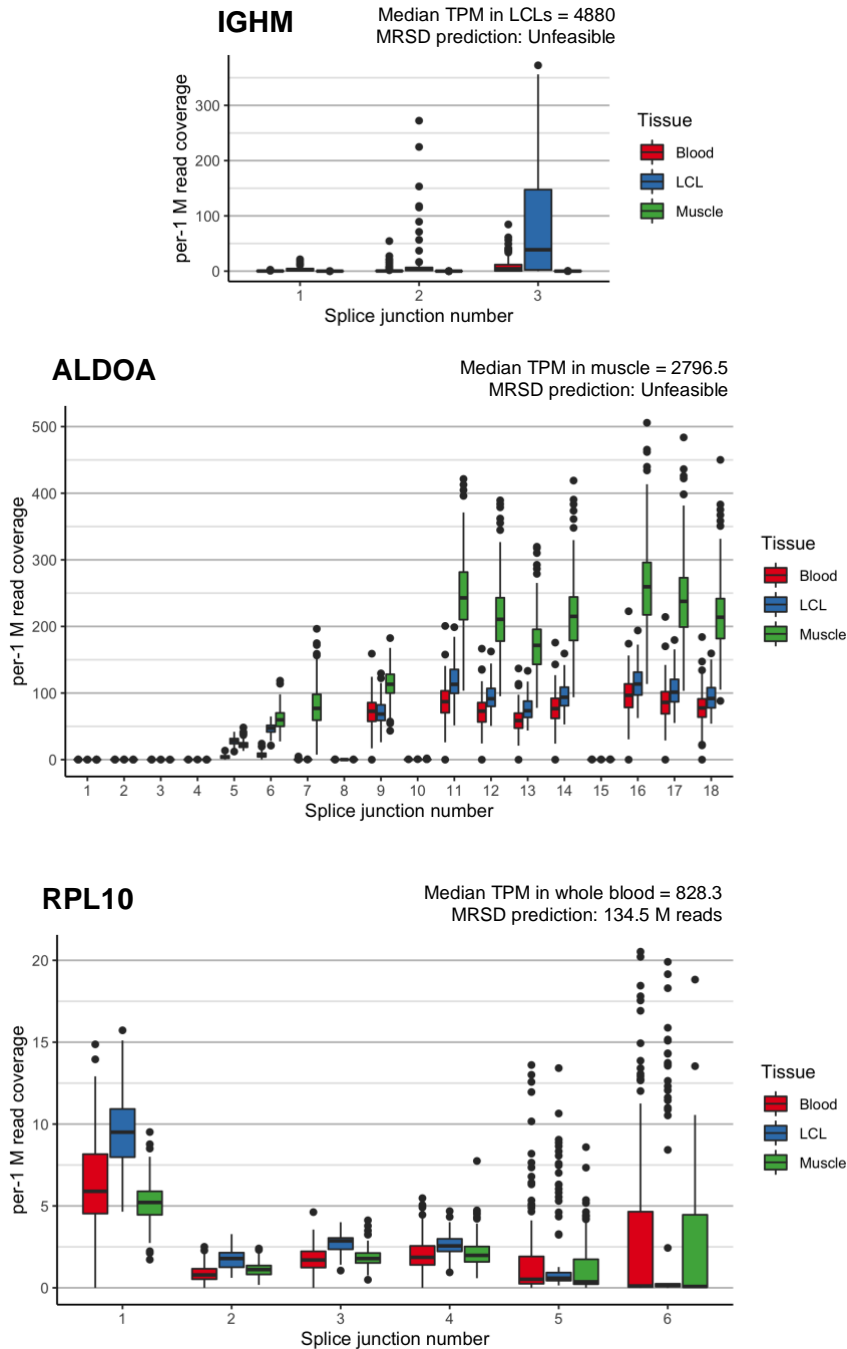 IGHM
Median TPM in LCLs = 4880
MRSD prediction: Unfeasible
per-1 M read coverage
300
200
100
0
1 2 3
Splice junction number
Tissue
Blood
LCL
Muscle
ALDOA
Median TPM in muscle = 2796.5
MRSD prediction: Unfeasible
per-1 M read coverage
500
400
300
200
100
0
1 2 3 4 5 6 7 8 9 10 11 12 13 14 15 16 17 18
Splice junction number
Tissue
Blood
LCL
Muscle
RPL10
Median TPM in whole blood = 828.3
MRSD prediction: 134.5 M reads
per-1 M read coverage
20
15
10
5
0
1 2 3 4 5 6
Splice junction number
Tissue
Blood
LCL
Muscle